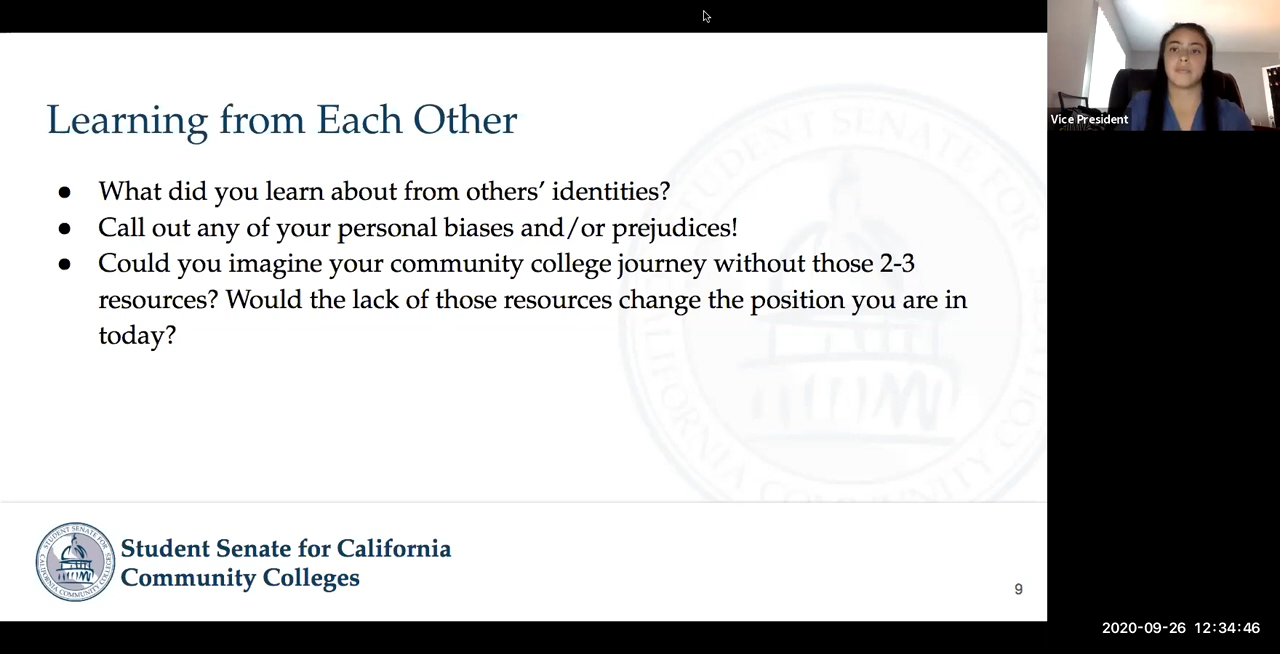 Learning from Each Other
● What did you learn about from others’ identities?
● Call out any of your personal biases and/or prejudices!
● Could you imagine your community college journey without those 2-3
resources? Would the lack of those resources change the position you are in
today?
Student Senate for California
Community Colleges
9
Vice President
2020-09-26 12:34:46